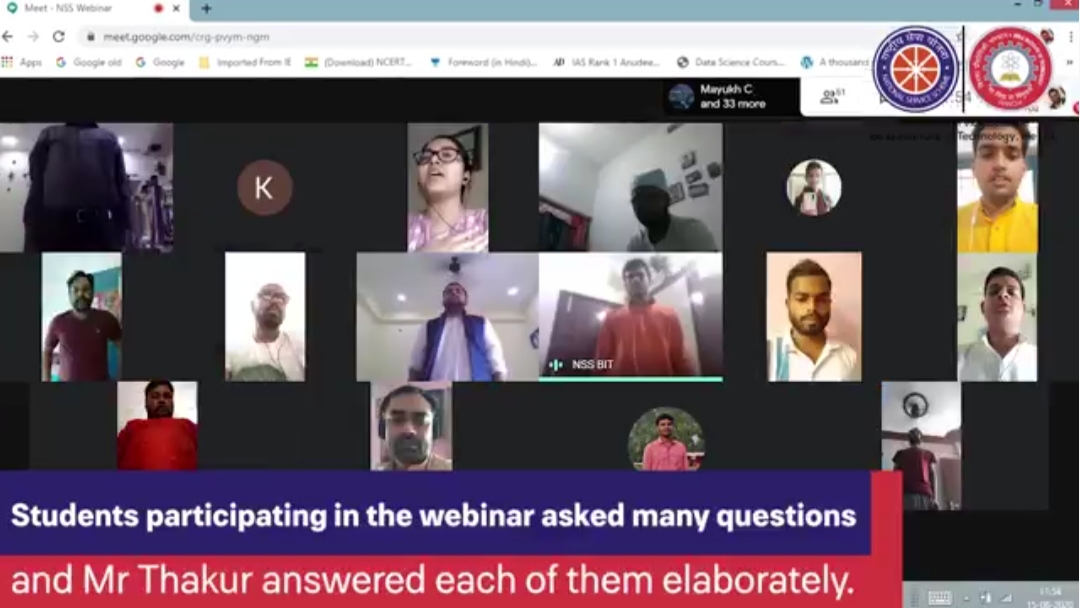 Meet - NSS Webinar
meet.google.com/crg-pvym-ngm
Apps Google old Google Imported From IE (Download) NCERT... Foreword (in Hindi)... IAS Rank 1 Anudee... Data Science Cours... A thousand
राष्ट्रीय सेवा योजना
NATIONAL SERVICE SCHEME
Mayukh C
and 33 more
61
Technology,
K
NSS BIT
Students participating in the webinar asked many questions
and Mr Thakur answered each of them elaborately.
11:54
15-08-2020